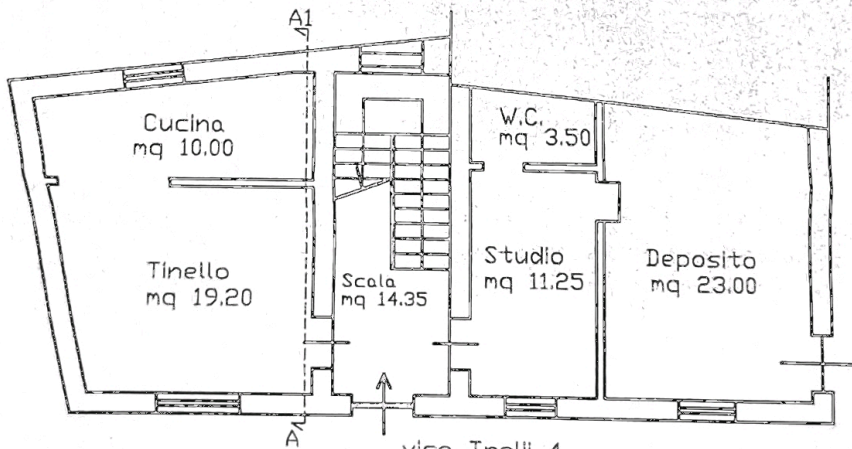 A1
Cucina
mq 10.00
W.C.
mq 3.50
Tinello
mq 19.20
Scala
mq 14.35
Studio
mq 11.25
Deposito
mq 23.00
A